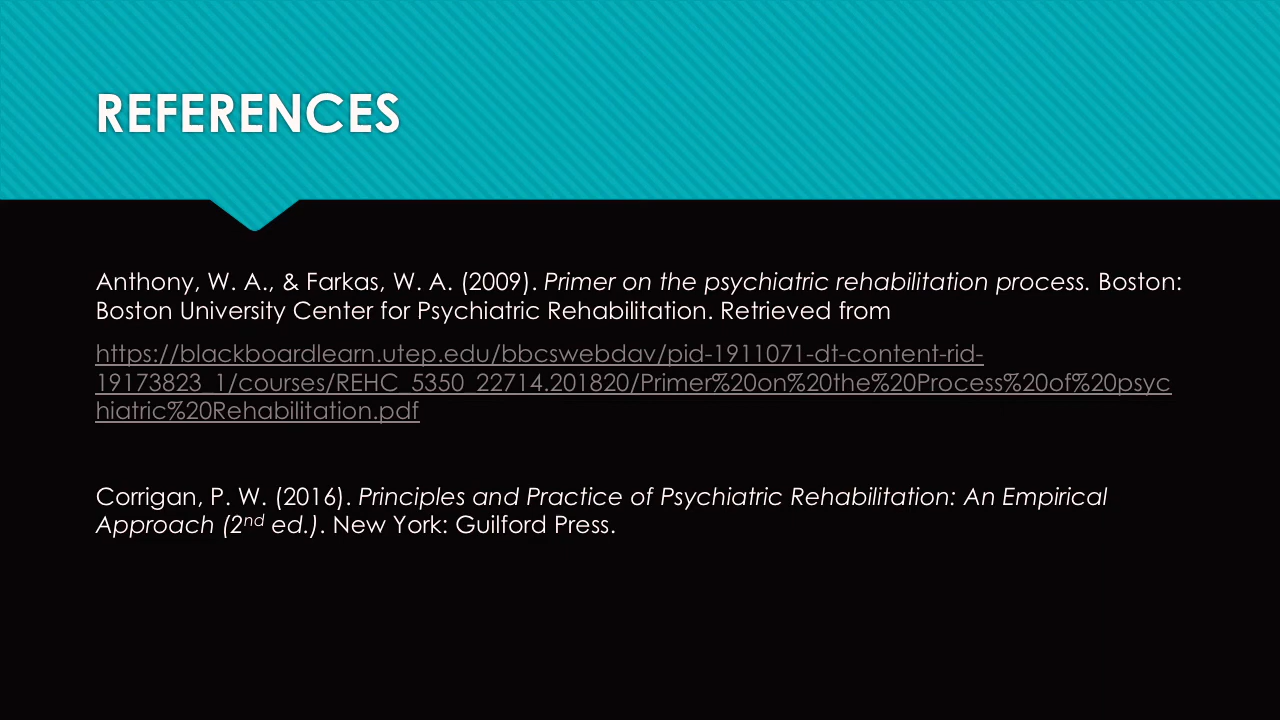 REFERENCES
Anthony, W. A., & Farkas, W. A. (2009). Primer on the psychiatric rehabilitation process. Boston:
Boston University Center for Psychiatric Rehabilitation. Retrieved from
https://blackboardlearn.utep.edu/bbcswebdav/pid-1911071-dt-content-rid-
19173823_1/courses/REHC_5350_22714.201820/Primer%20on%20the%20Process%20of%20psyc
hiatric%20Rehabilitation.pdf
Corrigan, P. W. (2016). Principles and Practice of Psychiatric Rehabilitation: An Empirical
Approach (2nd ed.). New York: Guilford Press.